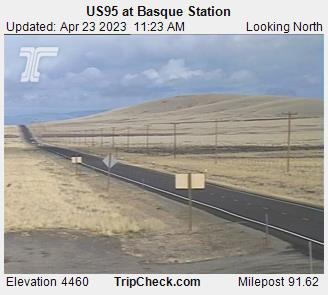 US95 at Basque Station
Updated: Apr 23 2023 11:23 AM Looking North
Elevation 4460 TripCheck.com Milepost 91.62